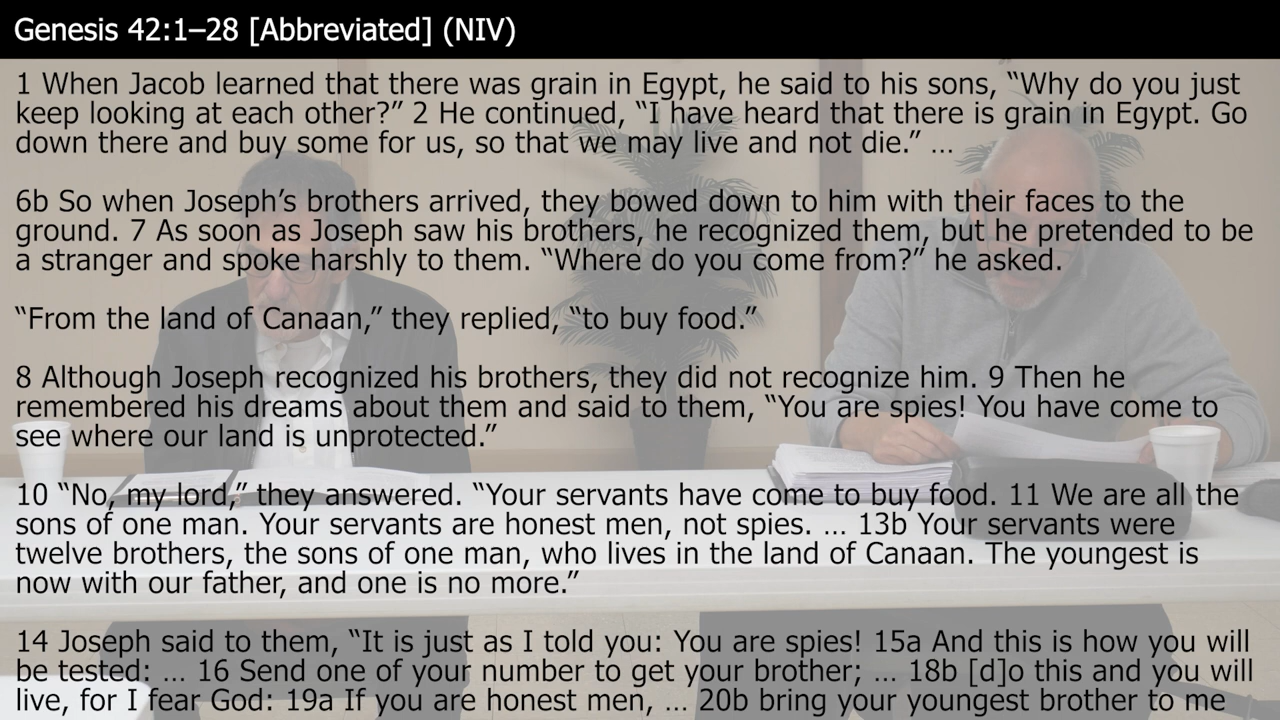 Genesis 42:1–28 [Abbreviated] (NIV)
1 When Jacob learned that there was grain in Egypt, he said to his sons, “Why do you just
keep looking at each other?” 2 He continued, “I have heard that there is grain in Egypt. Go
down there and buy some for us, so that we may live and not die.” ...
6b So when Joseph’s brothers arrived, they bowed down to him with their faces to the
ground. 7 As soon as Joseph saw his brothers, he recognized them, but he pretended to be
a stranger and spoke harshly to them. “Where do you come from?” he asked.
“From the land of Canaan,” they replied, “to buy food.”
8 Although Joseph recognized his brothers, they did not recognize him. 9 Then he
remembered his dreams about them and said to them, “You are spies! You have come to
see where our land is unprotected.”
10 “No, my lord,” they answered. “Your servants have come to buy food. 11 We are all the
sons of one man. Your servants are honest men, not spies. ... 13b Your servants were
twelve brothers, the sons of one man, who lives in the land of Canaan. The youngest is
now with our father, and one is no more.”
14 Joseph said to them, “It is just as I told you: You are spies! 15a And this is how you will
be tested: ... 16 Send one of your number to get your brother; ... 18b [d]o this and you will
live, for I fear God: 19a If you are honest men, ... 20b bring your youngest brother to me